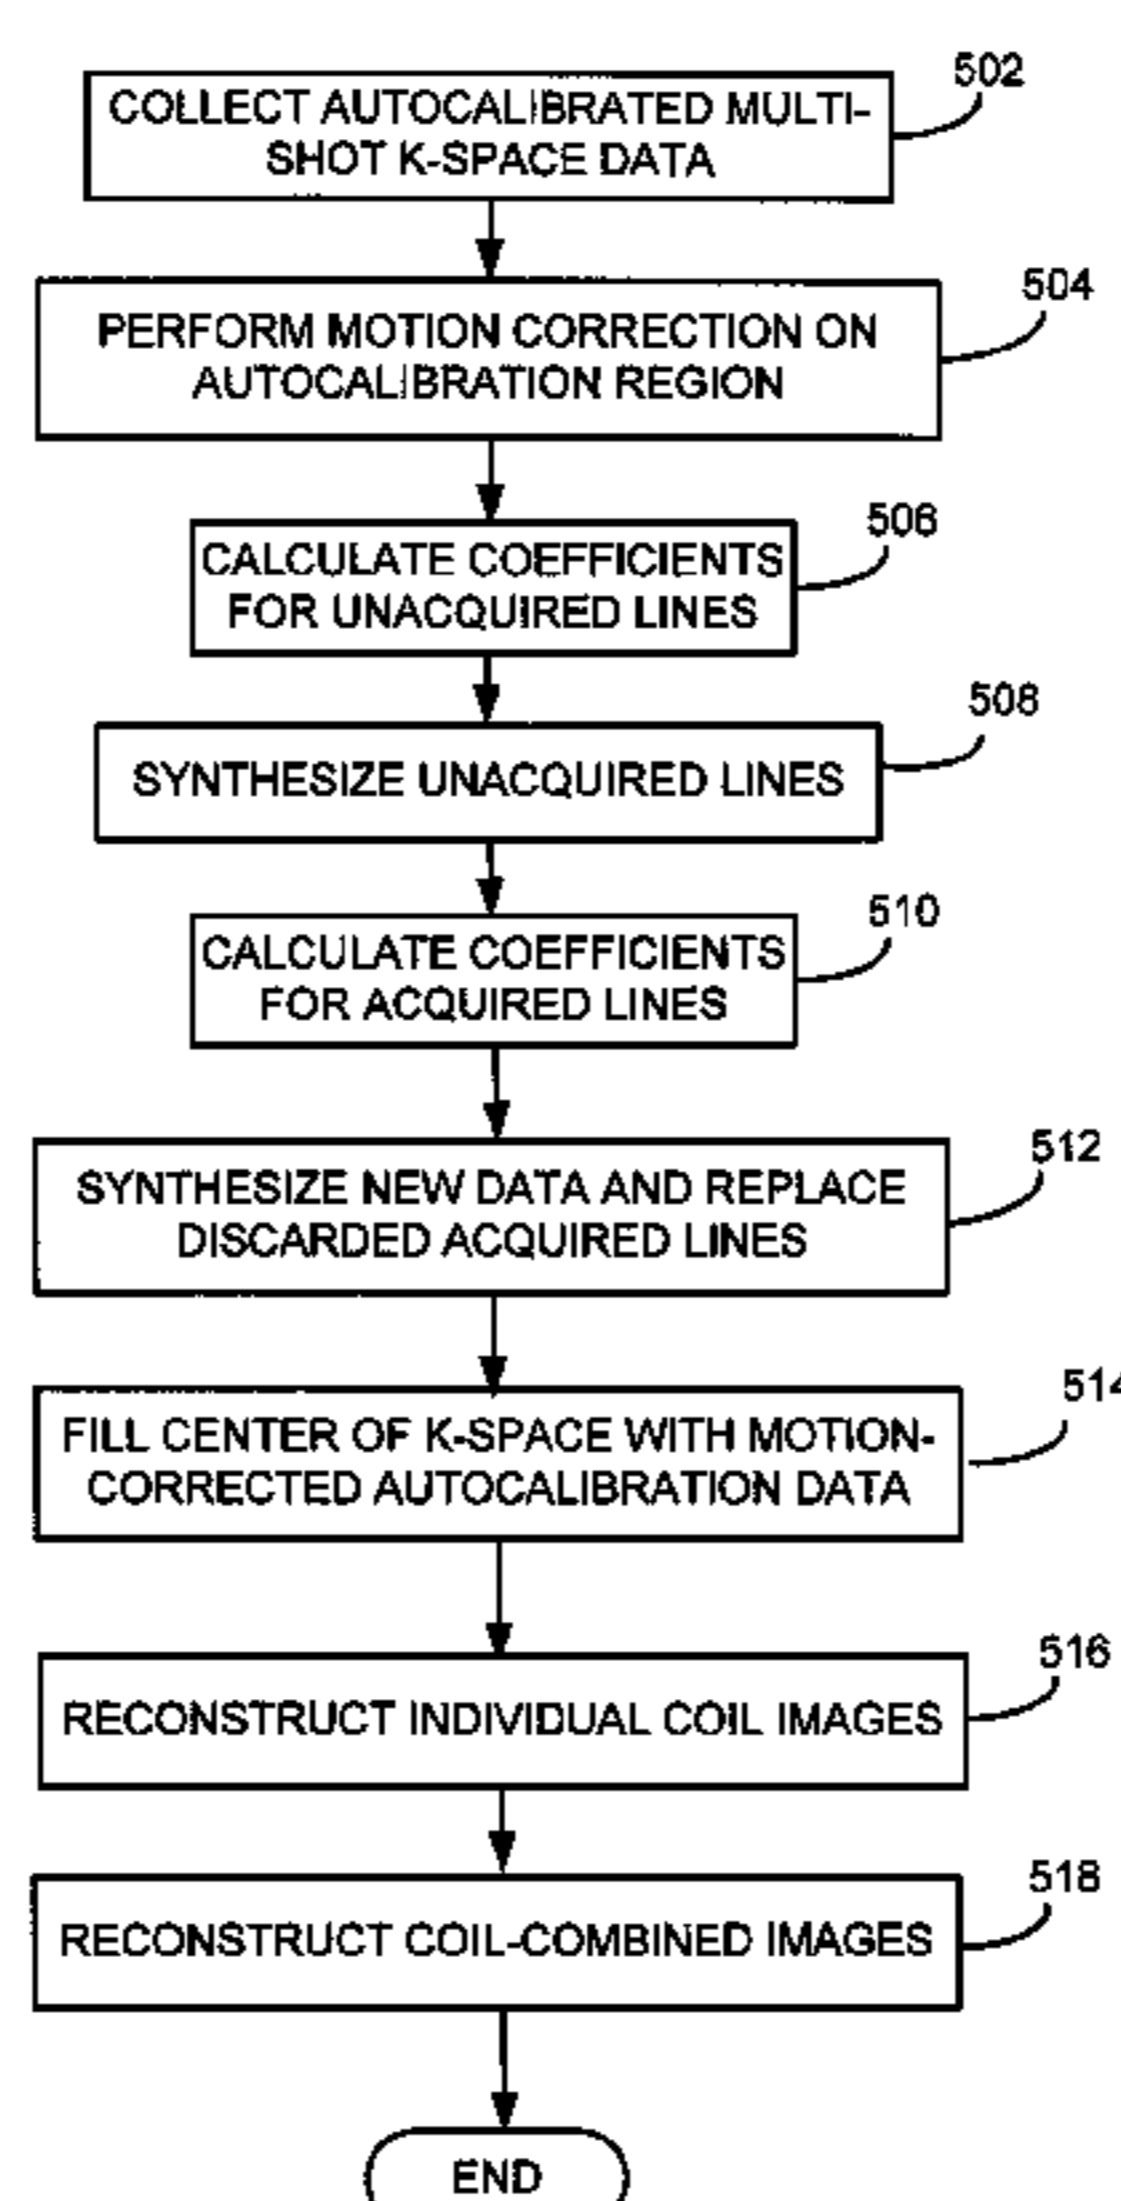 502
COLLECT AUTOCALIBRATED MULTI-
SHOT K-SPACE DATA
504
PERFORM MOTION CORRECTION ON
AUTOCALIBRATION REGION
506
CALCULATE COEFFICIENTS
FOR UNACQUIRED LINES
508
SYNTHESIZE UNACQUIRED LINES
510
CALCULATE COEFFICIENTS
FOR ACQUIRED LINES
512
SYNTHESIZE NEW DATA AND REPLACE
DISCARDED ACQUIRED LINES
514
FILL CENTER OF K-SPACE WITH MOTION-
CORRECTED AUTOCALIBRATION DATA
516
RECONSTRUCT INDIVIDUAL COIL IMAGES
518
RECONSTRUCT COIL-COMBINED IMAGES
END